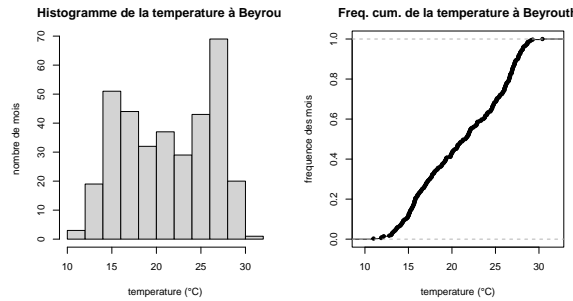 Histogramme de la temperature à Beyrou
nombre de mois
0 10 20 30 40 50 60 70
10 15 20 25 30
temperature (°C)
Freq. cum. de la temperature à Beyrouth
frequence des mois
0.0 0.2 0.4 0.6 0.8 1.0
10 15 20 25 30
temperature (°C)